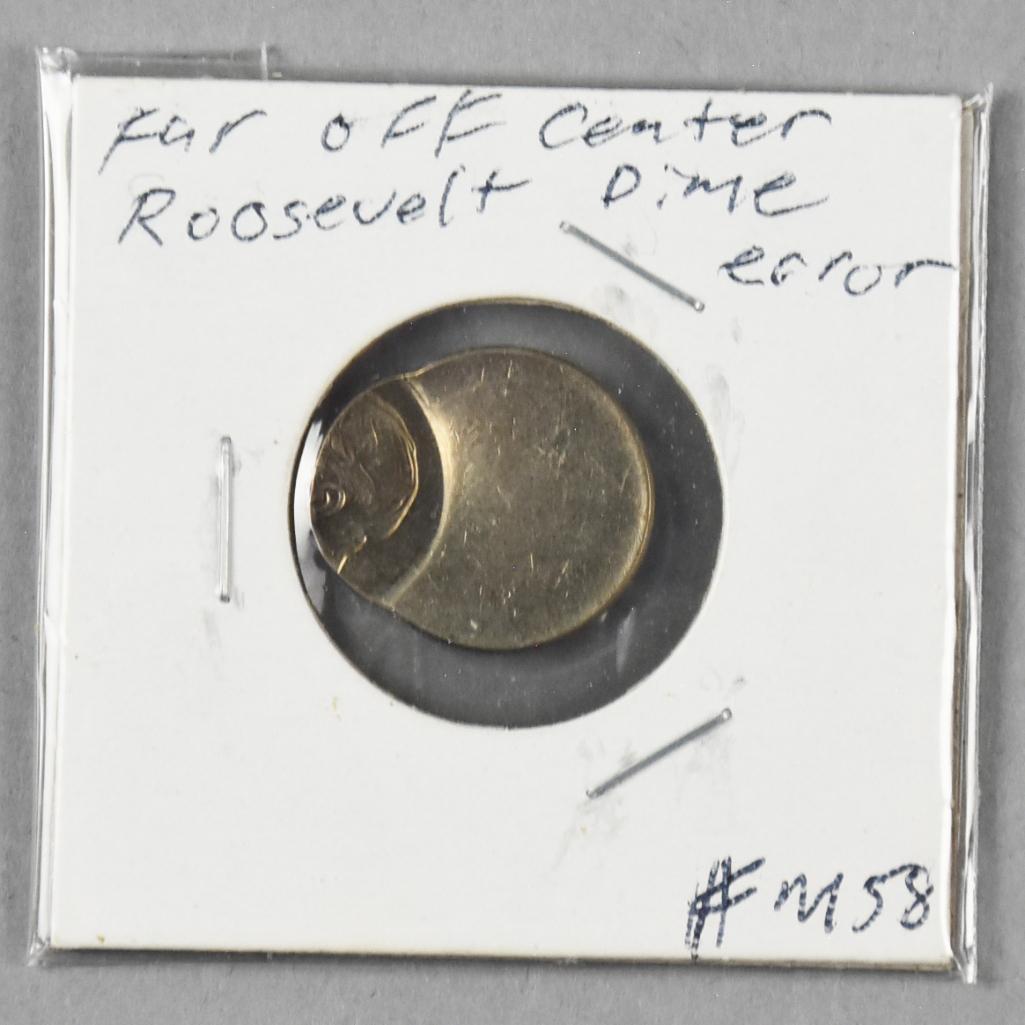 Far off Center
Roosevelt Dime
error
#M58